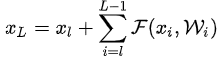 $x_L = x_l + \sum_{i=l}^{L-1} \mathcal{F}(x_i, \mathcal{W}_i)$